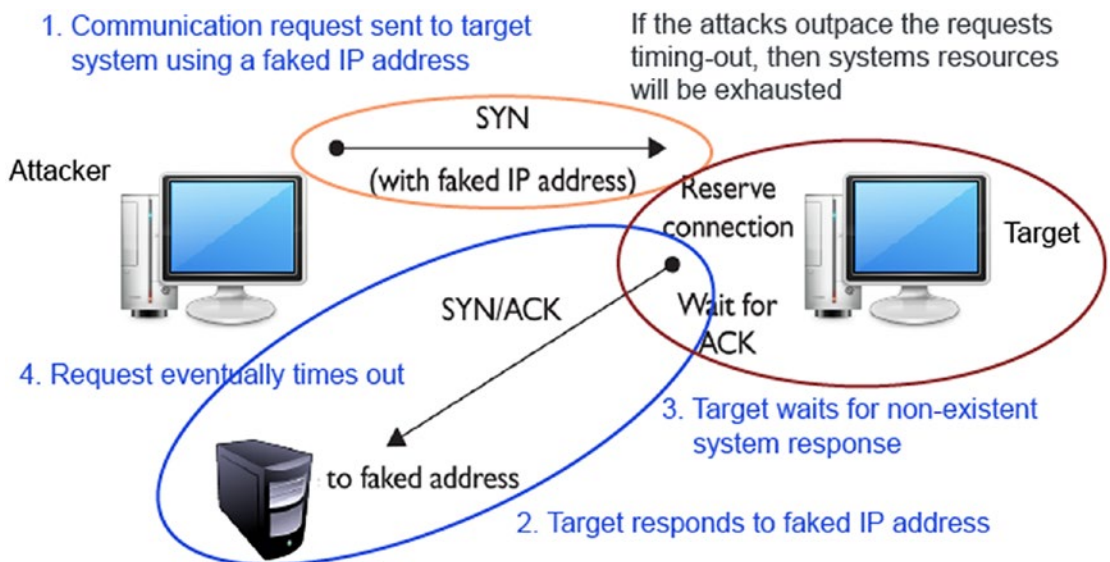 1. Communication request sent to target
system using a faked IP address
If the attacks outpace the requests
timing-out, then systems resources
will be exhausted
SYN
(with faked IP address)
Attacker
Reserve
connection
Target
SYN/ACK
Wait for
ACK
4. Request eventually times out
3. Target waits for non-existent
system response
to faked address
2. Target responds to faked IP address